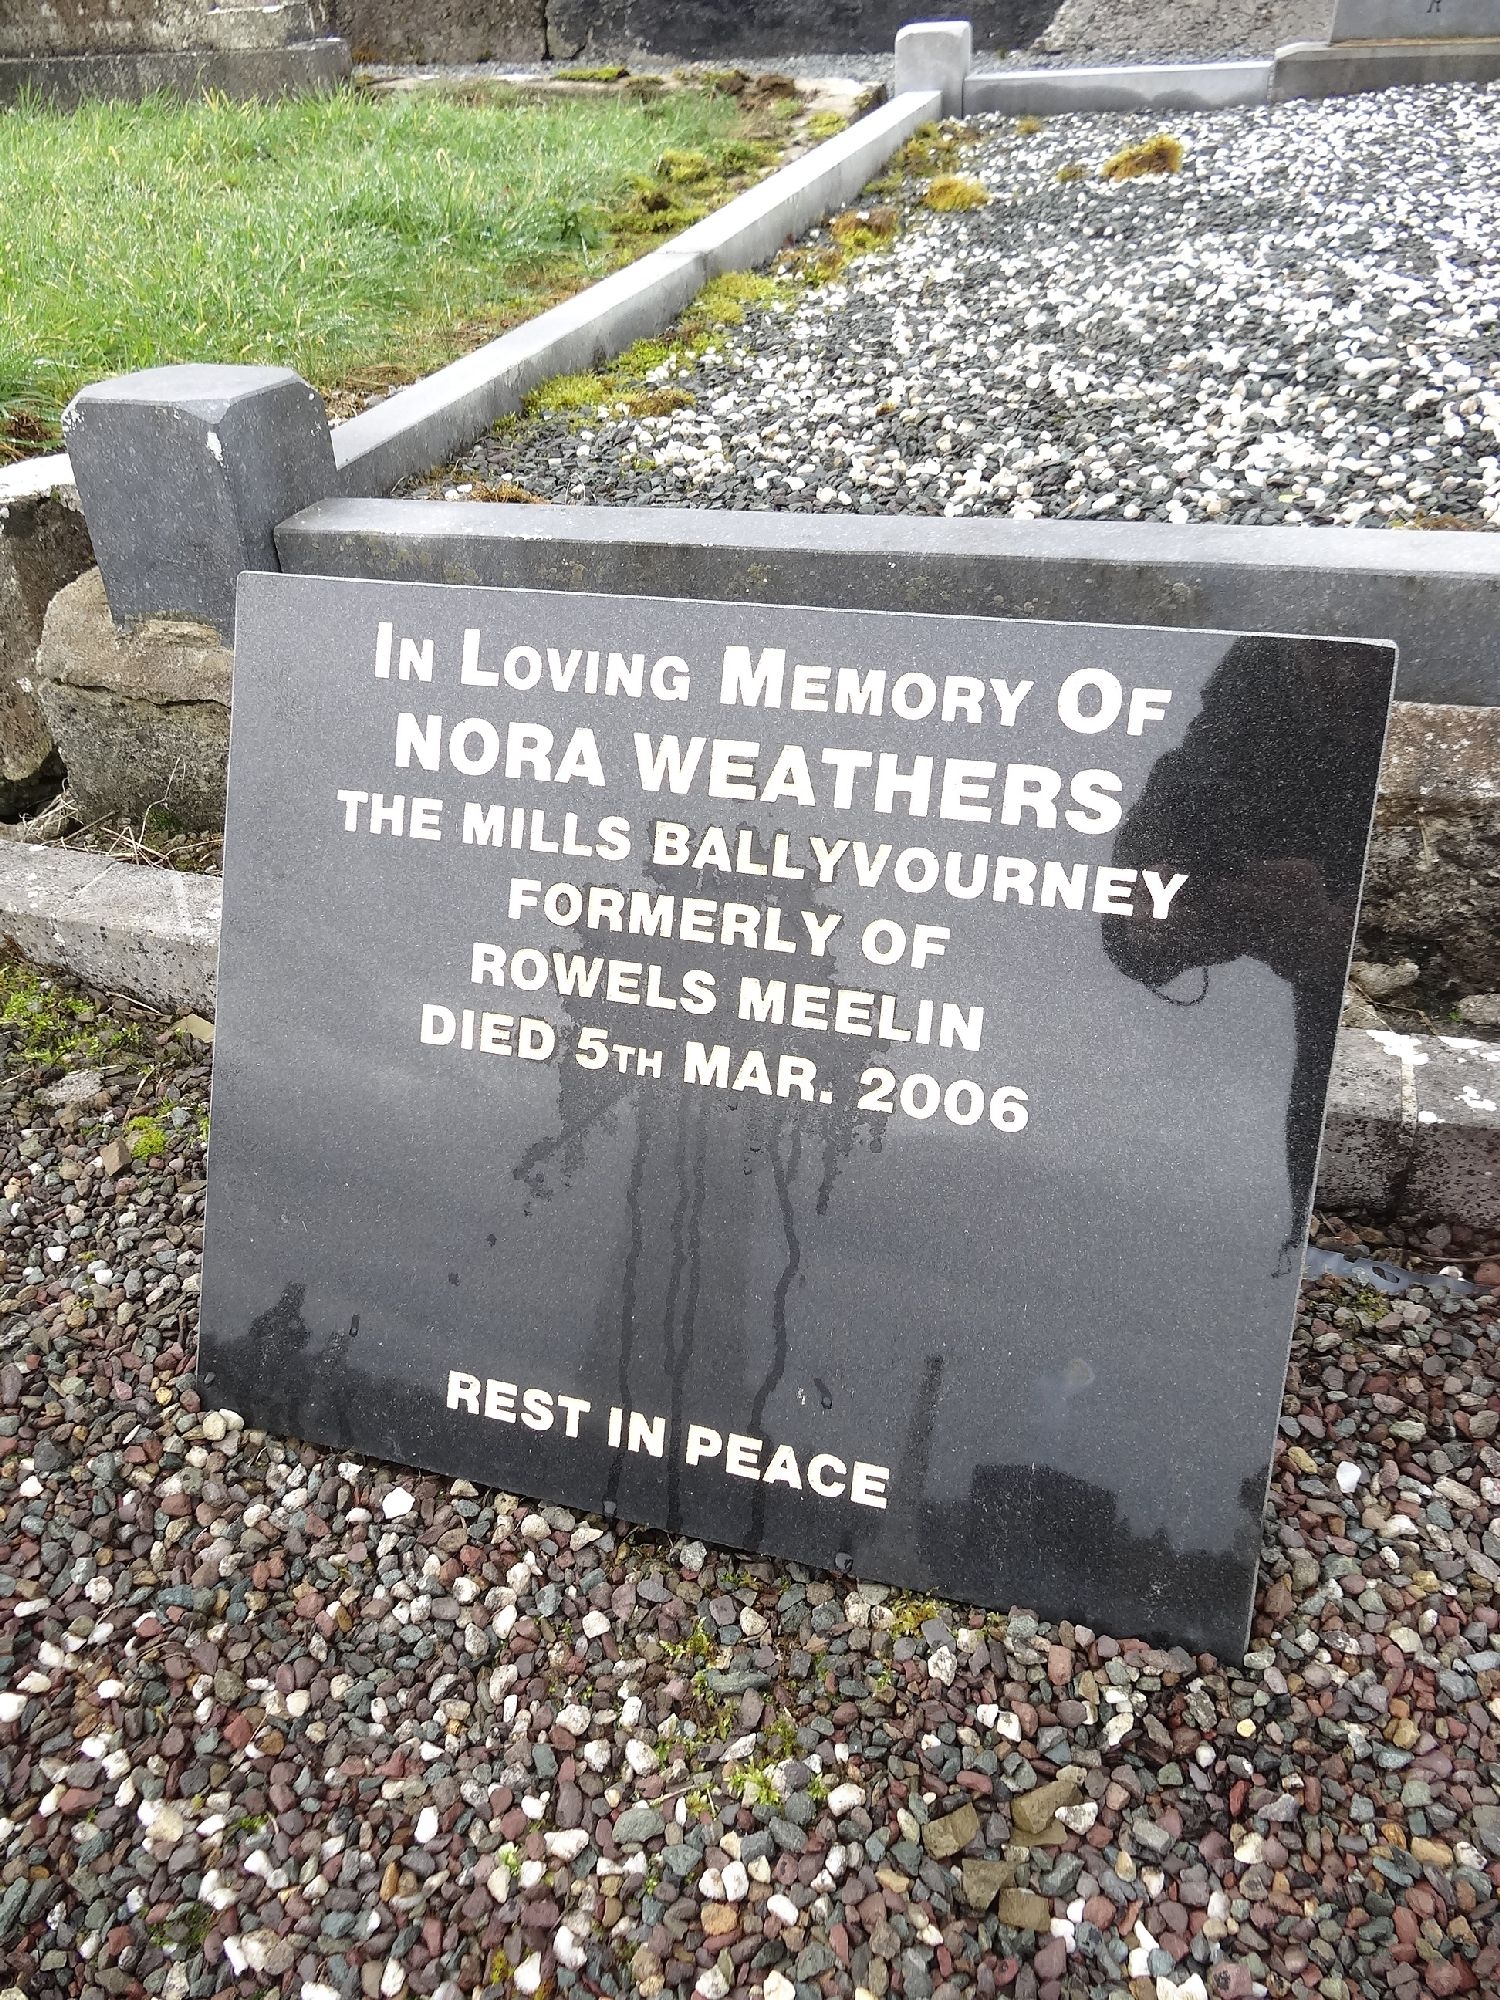 In Loving Memory Of
NORA WEATHERS
THE MILLS BALLYVOURNEY
FORMERLY OF
ROWELS MEELIN
DIED 5TH MAR. 2006
REST IN PEACE